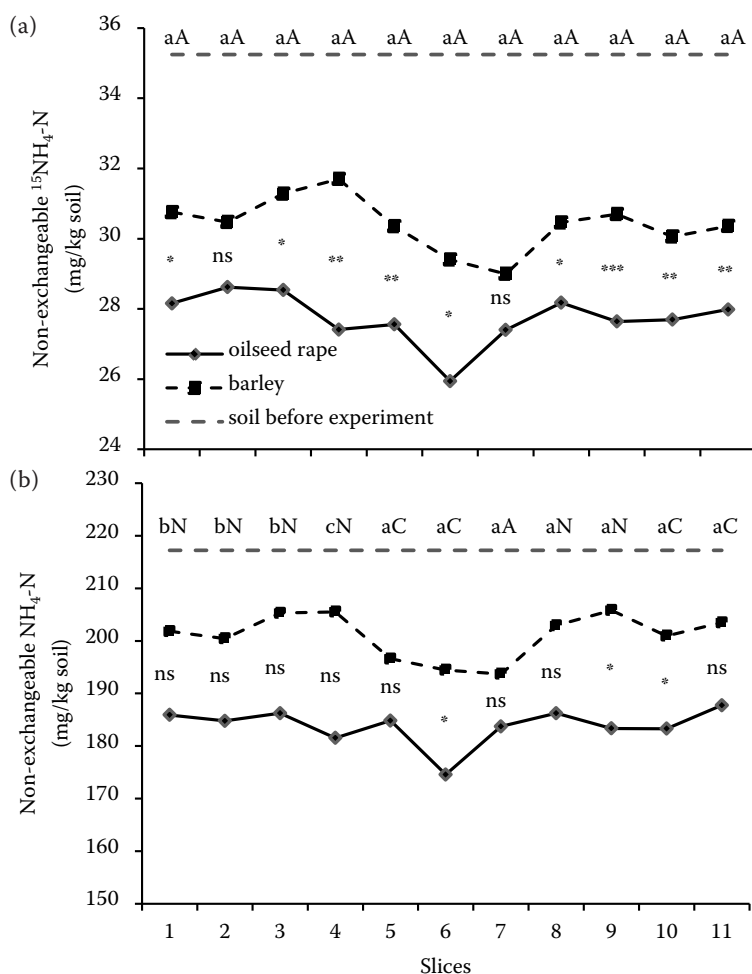 (a)
Non-exchangeable ¹⁵NH₄-N
(mg/kg soil)
36
34
32
30
28
26
24
aA aA aA aA aA aA aA aA aA aA aA
* ns * ** ** * ns * *** ** **
oilseed rape
barley
soil before experiment
(b)
Non-exchangeable NH₄-N
(mg/kg soil)
230
220
210
200
190
180
170
160
150
bN bN bN cN aC aC aA aN aN aC aC
ns ns ns ns ns * ns ns * * ns
1 2 3 4 5 6 7 8 9 10 11
Slices